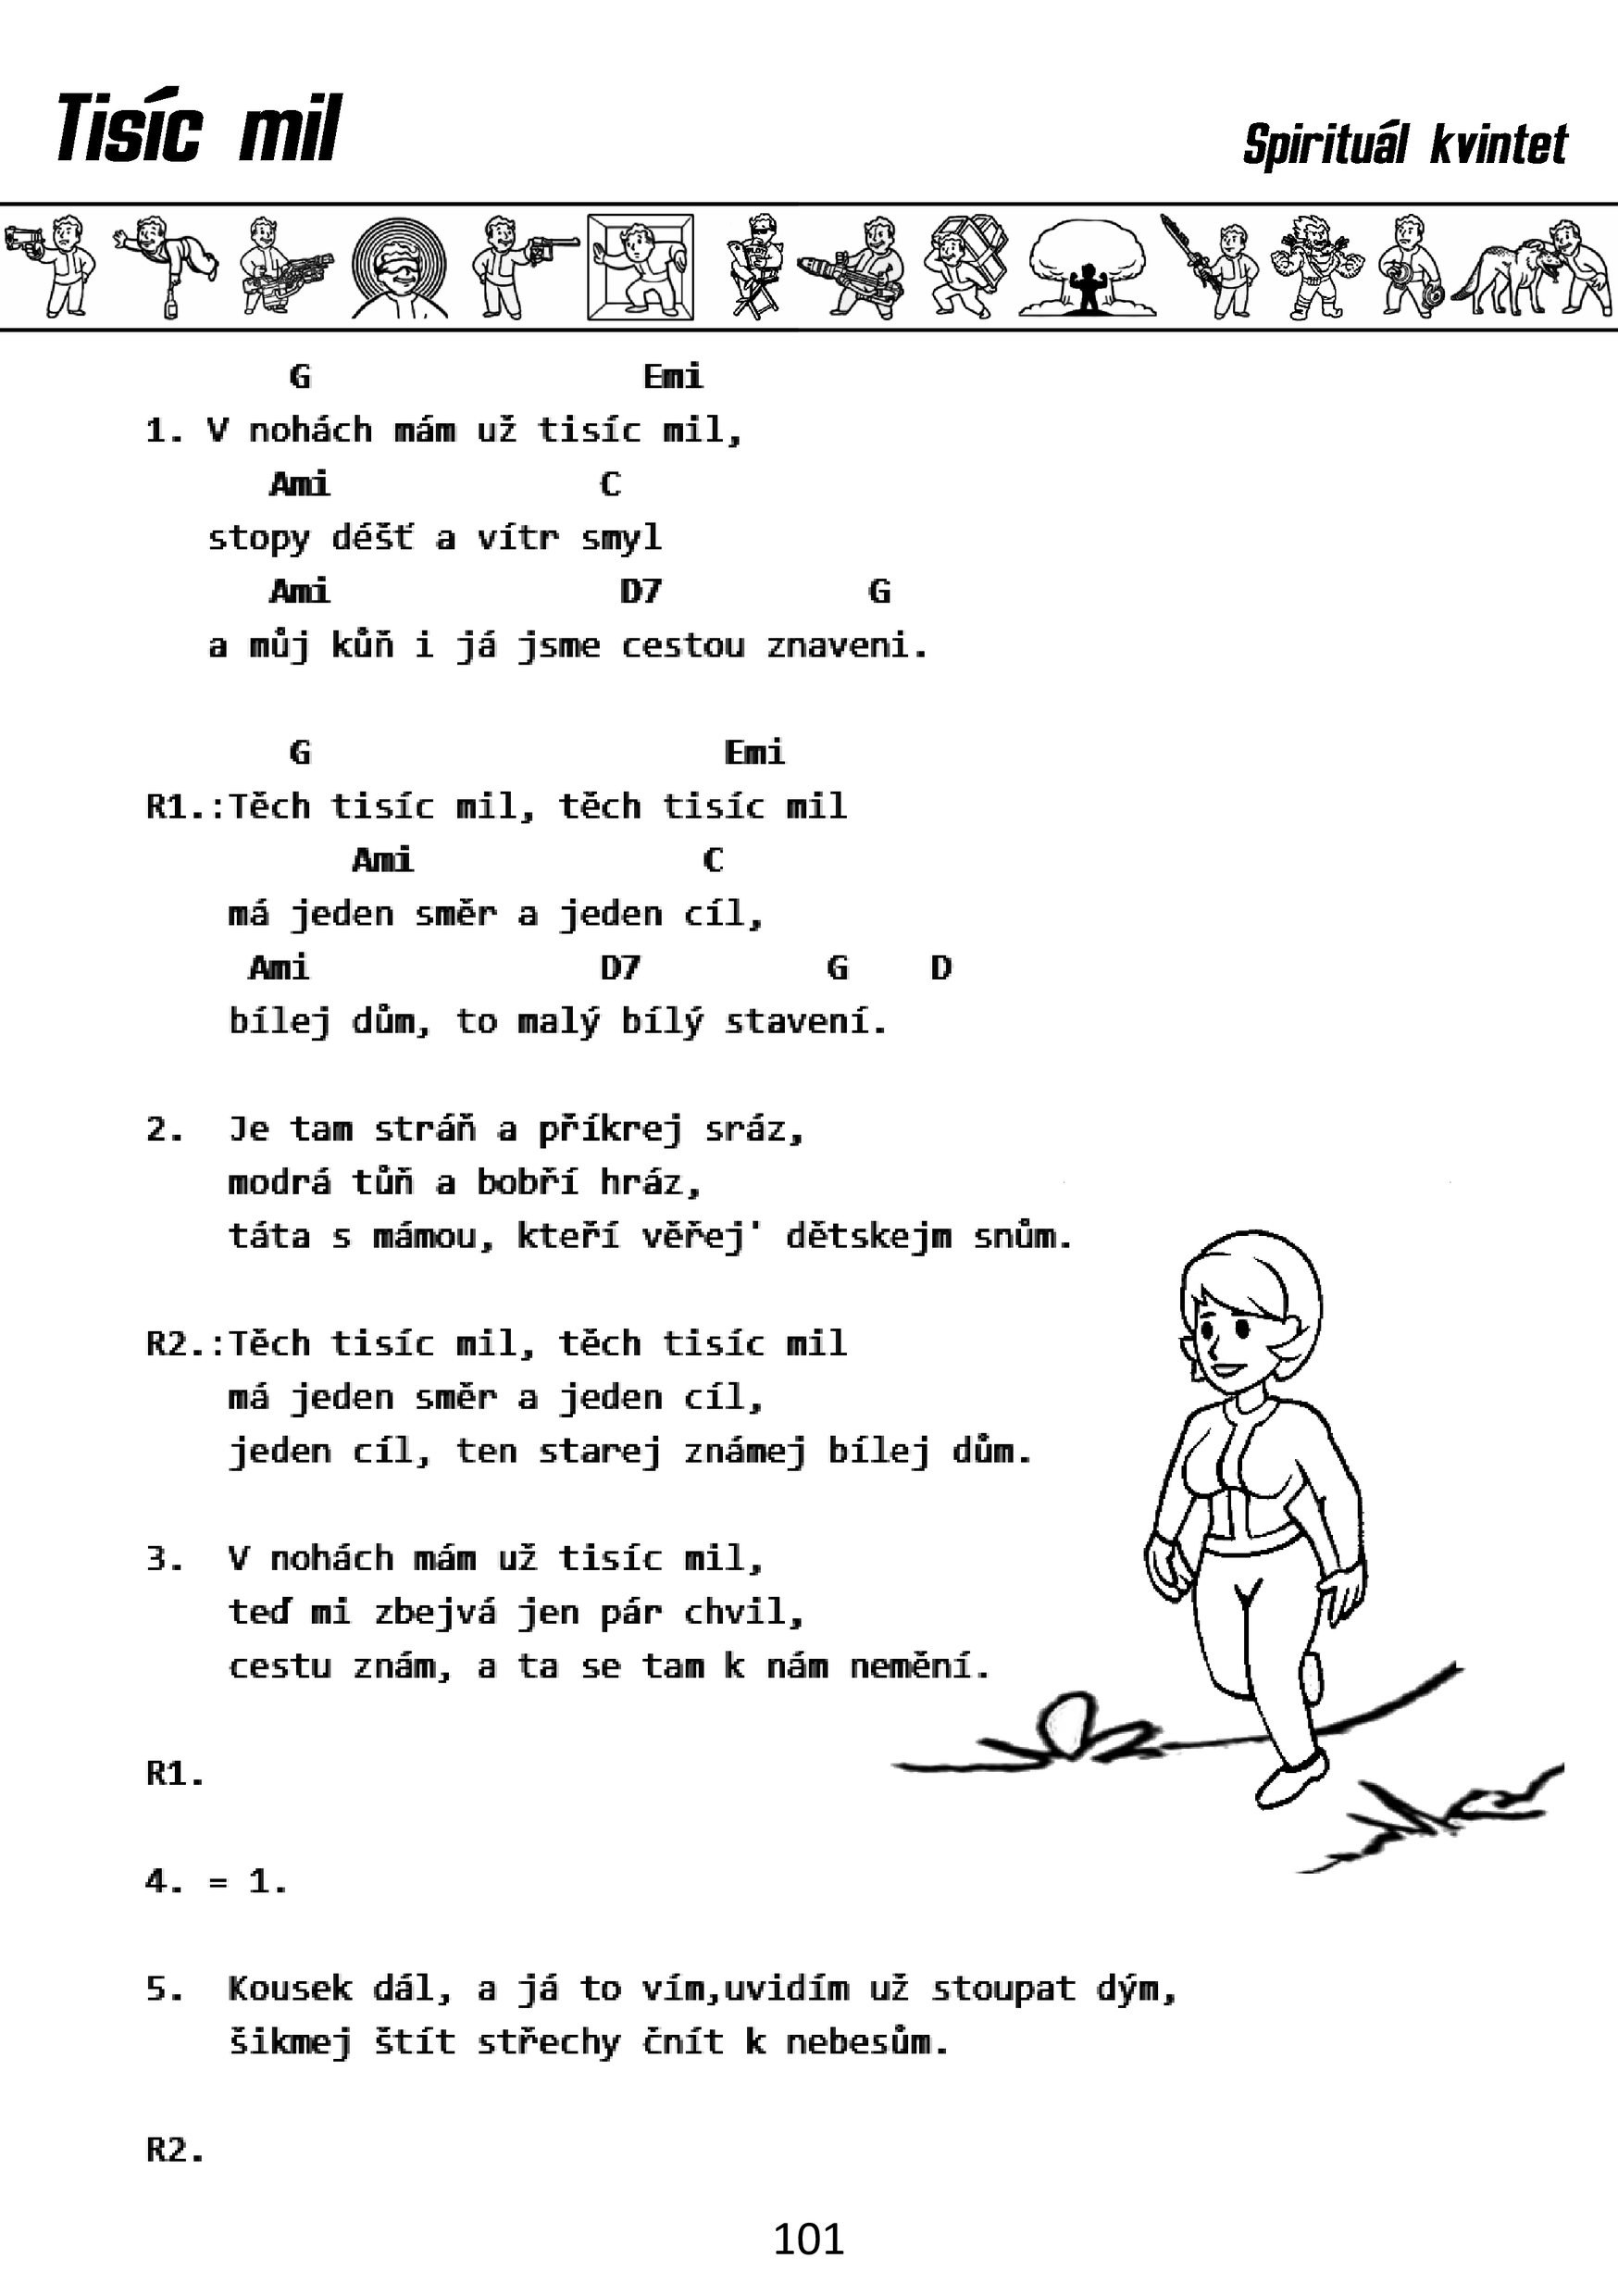 Tisíc mil
Spirituál kvintet
G Emi
1. V nohách mám už tisíc mil,
Ami C
stopy déšť a vítr smyl
Ami D7 G
a můj kůň i já jsme cestou znaveni.
G Emi
R1.:Těch tisíc mil, těch tisíc mil
Ami C
má jeden směr a jeden cíl,
Ami D7 G D
bílej dům, to malý bílý stavení.
2. Je tam stráň a příkrej sráz,
modrá tůň a bobří hráz,
táta s mámou, kteří věřej' dětskejm snům.
R2.:Těch tisíc mil, těch tisíc mil
má jeden směr a jeden cíl,
jeden cíl, ten starej známej bílej dům.
3. V nohách mám už tisíc mil,
teď mi zbejvá jen pár chvil,
cestu znám, a ta se tam k nám nemění.
R1.
4. = 1.
5. Kousek dál, a já to vím,uvidím už stoupat dým,
šikmej štít střechy čnít k nebesům.
R2.
101